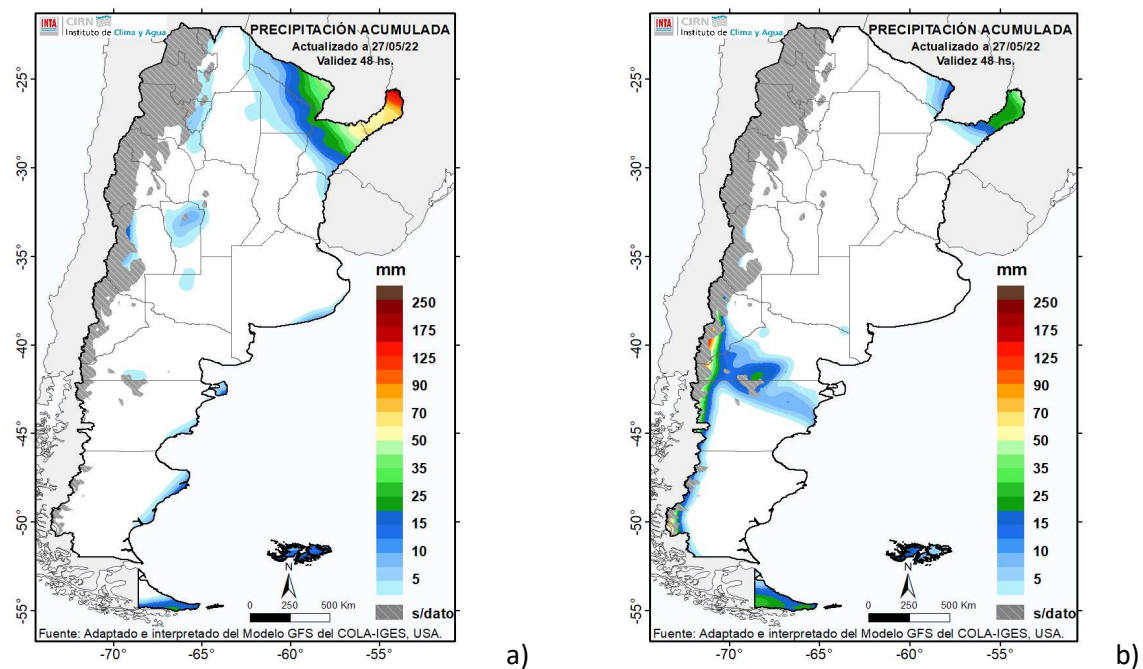 INTA CIRN
Instituto de Clima y Agua
PRECIPITACIÓN ACUMULADA
Actualizado a 27/05/22
Validez 48 hs.
25°
30°
35°
40°
45°
50°
55°
mm
250
175
125
90
70
50
35
25
15
10
5
s/dato
N
0 250 500 Km
Fuente: Adaptado e interpretado del Modelo GFS del COLA-IGES, USA.
-70 -65 -60 -55
a)
INTA CIRN
Instituto de Clima y Agua
PRECIPITACIÓN ACUMULADA
Actualizado a 27/05/22
Validez 48 hs.
25°
30°
35°
40°
45°
50°
55°
mm
250
175
125
90
70
50
35
25
15
10
5
s/dato
N
0 250 500 Km
Fuente: Adaptado e interpretado del Modelo GFS del COLA-IGES, USA.
-70 -65 -60 -55
b)